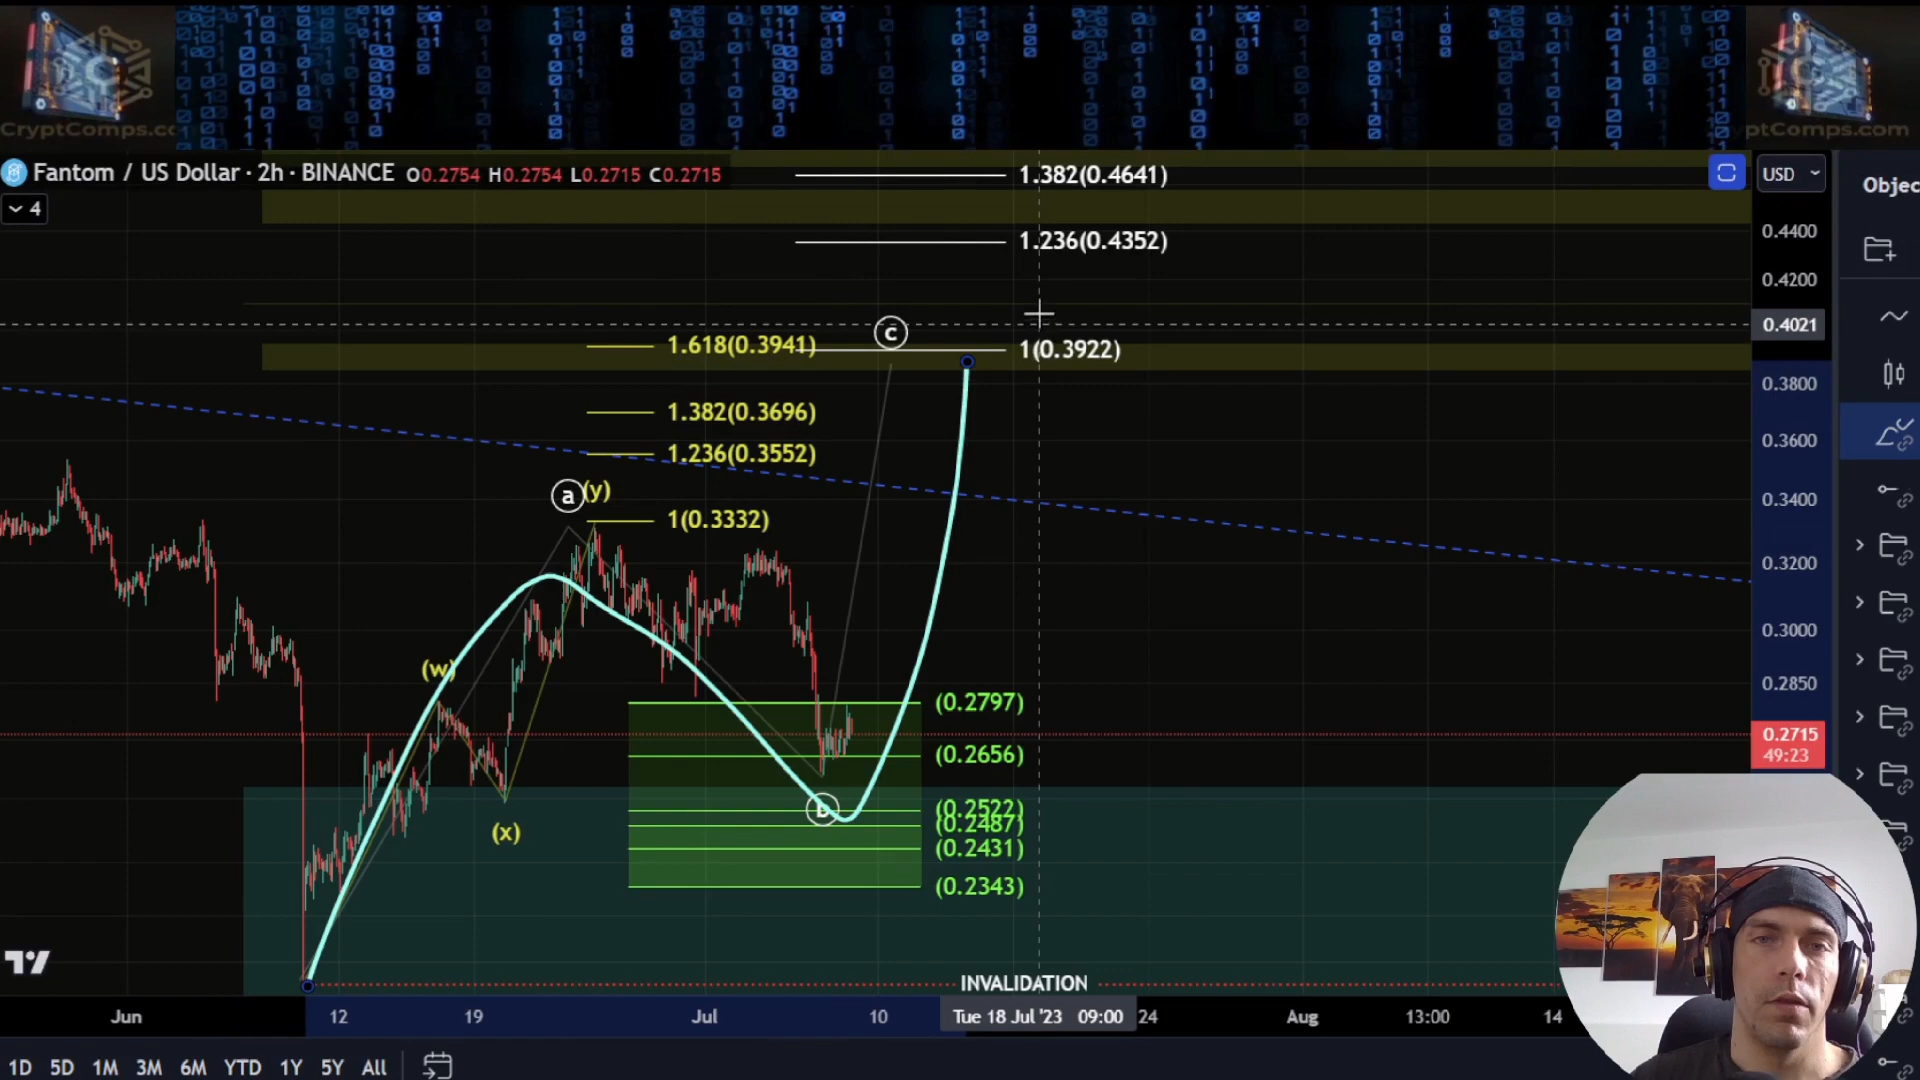 CryptComps.c
ptComps.com
Fantom / US Dollar · 2h · BINANCE O0.2754 H0.2754 L0.2715 C0.2715
4
USD
Objec
1.382(0.4641)
1.236(0.4352)
1(0.3922)
1.618(0.3941)
1.382(0.3696)
1.236(0.3552)
1(0.3332)
a
(y)
c
(w)
(x)
b
(0.2797)
(0.2656)
(0.2522)
(0.2487)
(0.2431)
(0.2343)
0.4400
0.4200
0.4021
0.3800
0.3600
0.3400
0.3200
0.3000
0.2850
0.2715
49:23
INVALIDATION
Jun 12 19 Jul 10 Tue 18 Jul '23 09:00 24 Aug 13:00 14
1D 5D 1M 3M 6M YTD 1Y 5Y All